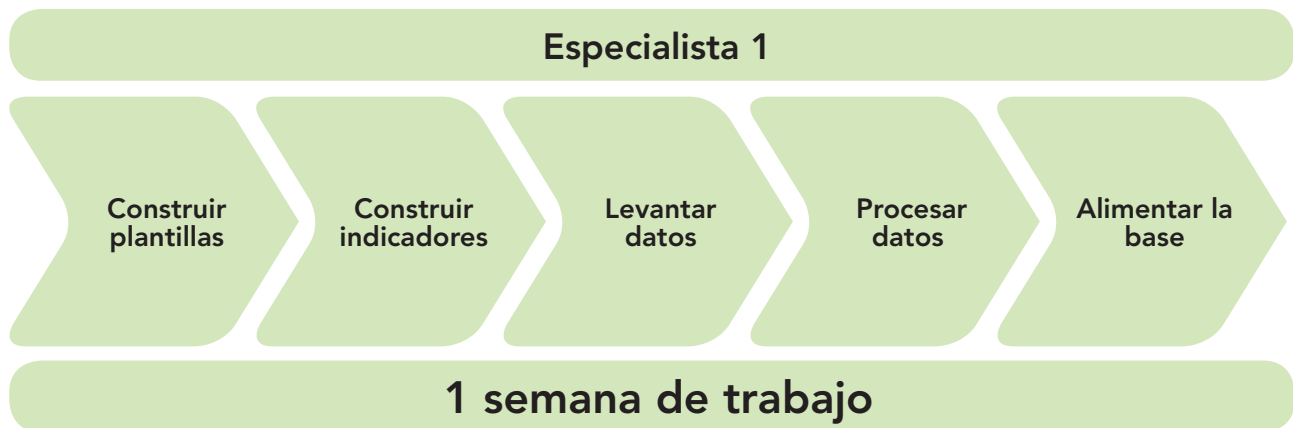 Especialista 1
Construir
plantillas
Construir
indicadores
Levantar
datos
Procesar
datos
Alimentar la
base
1 semana de trabajo